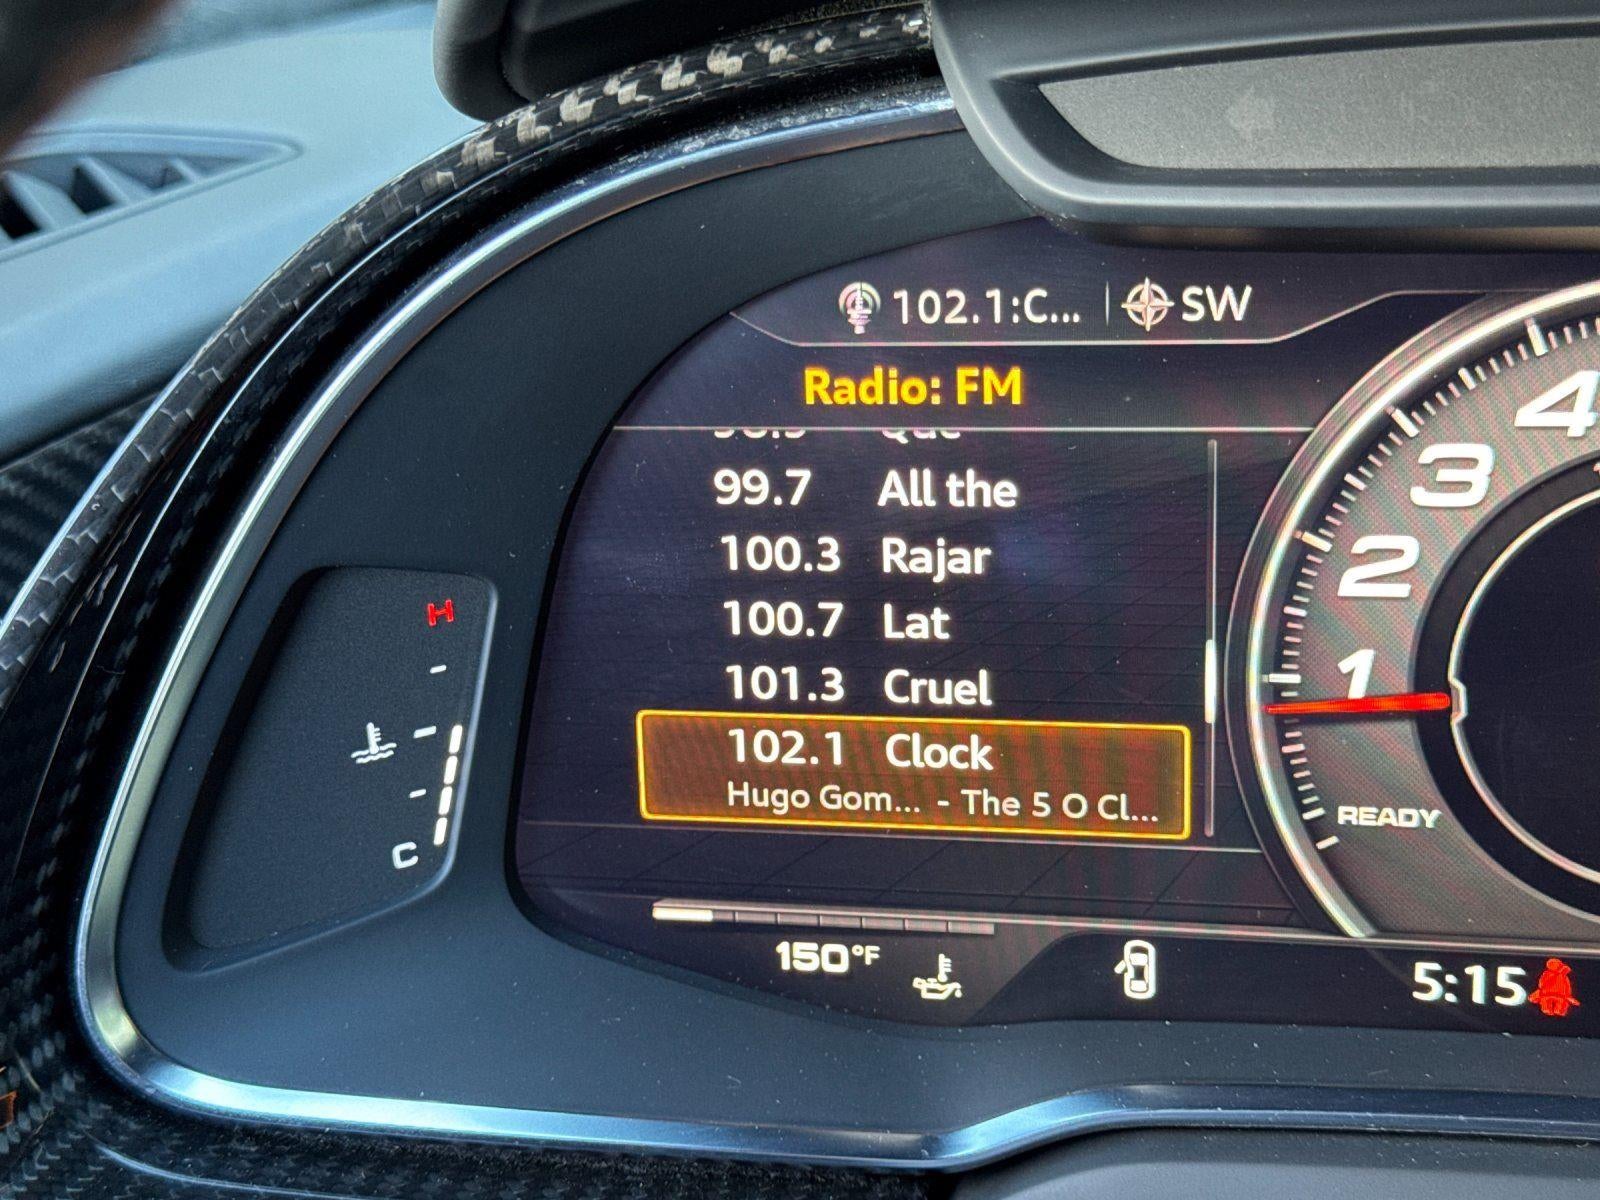 102.1:C... SW
Radio: FM
99.7 All the
100.3 Rajar
100.7 Lat
101.3 Cruel
102.1 Clock
Hugo Gom... - The 5 O Cl...
H
C
4
3
2
1
READY
150°F
5:15